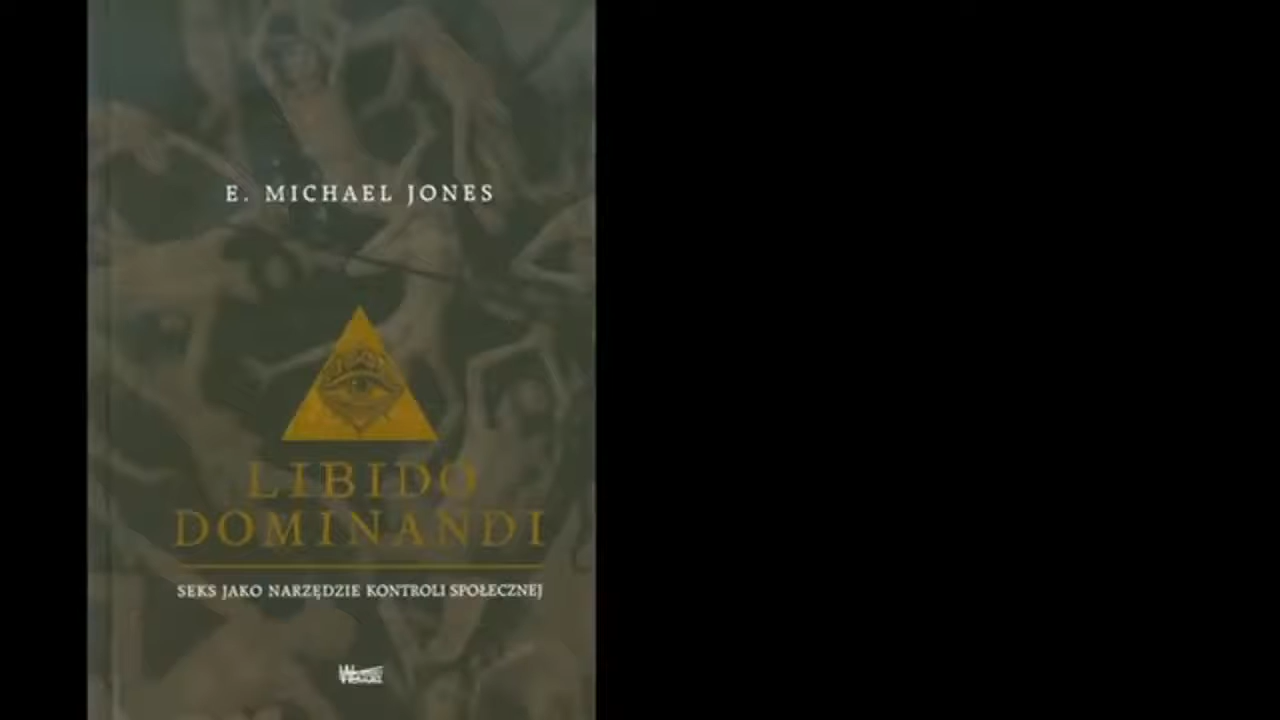 E. MICHAEL JONES
LIBIDO
DOMINANDI
SEKS JAKO NARZĘDZIE KONTROLI SPOŁECZNEJ